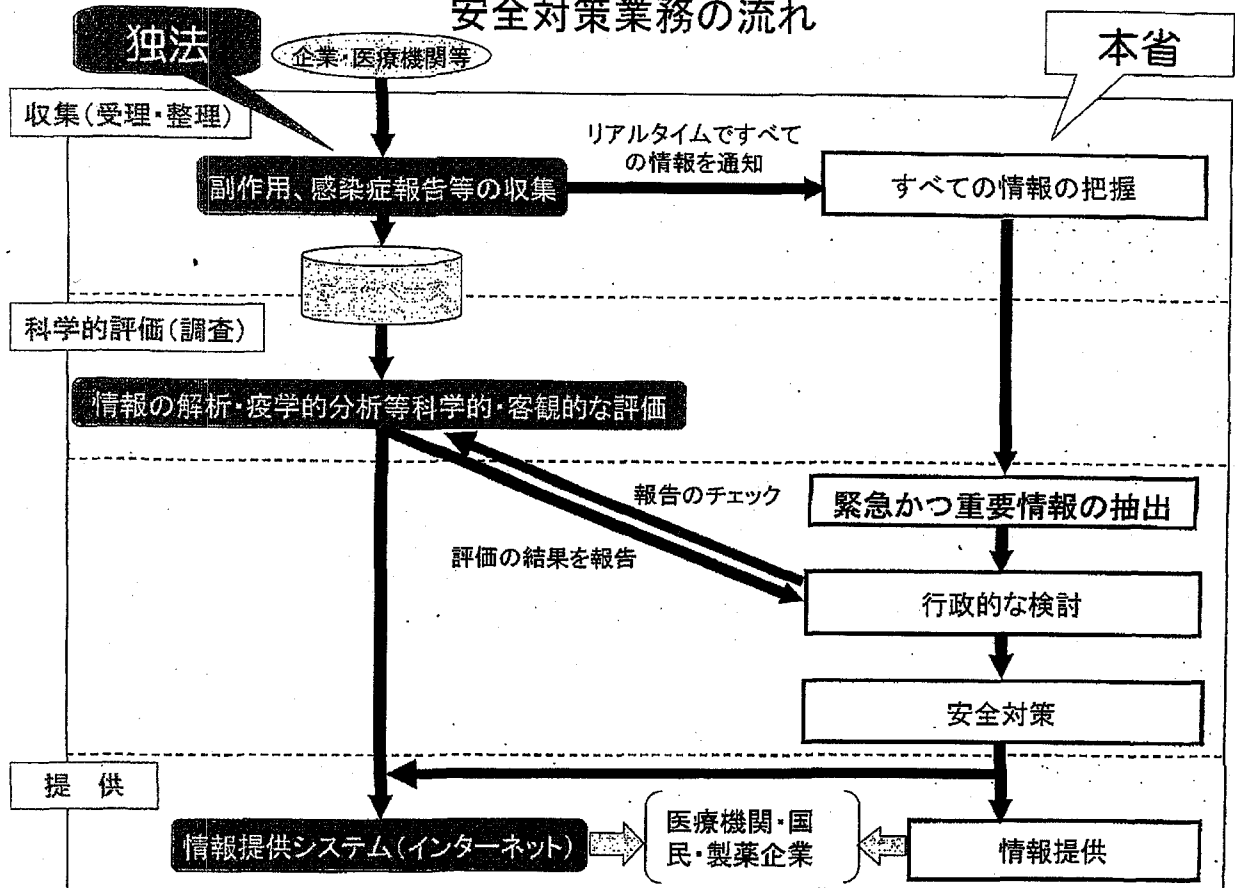 安全対策業務の流れ
独法
企業・医療機関等
本省
収集(受理・整理)
リアルタイムですべて
の情報を通知
副作用、感染症報告等の収集
すべての情報の把握
データベース
科学的評価(調査)
情報の解析・疫学的分析等科学的・客観的な評価
報告のチェック
緊急かつ重要情報の抽出
評価の結果を報告
行政的な検討
安全対策
提 供
情報提供システム(インターネット)
医療機関・国
民・製薬企業
情報提供